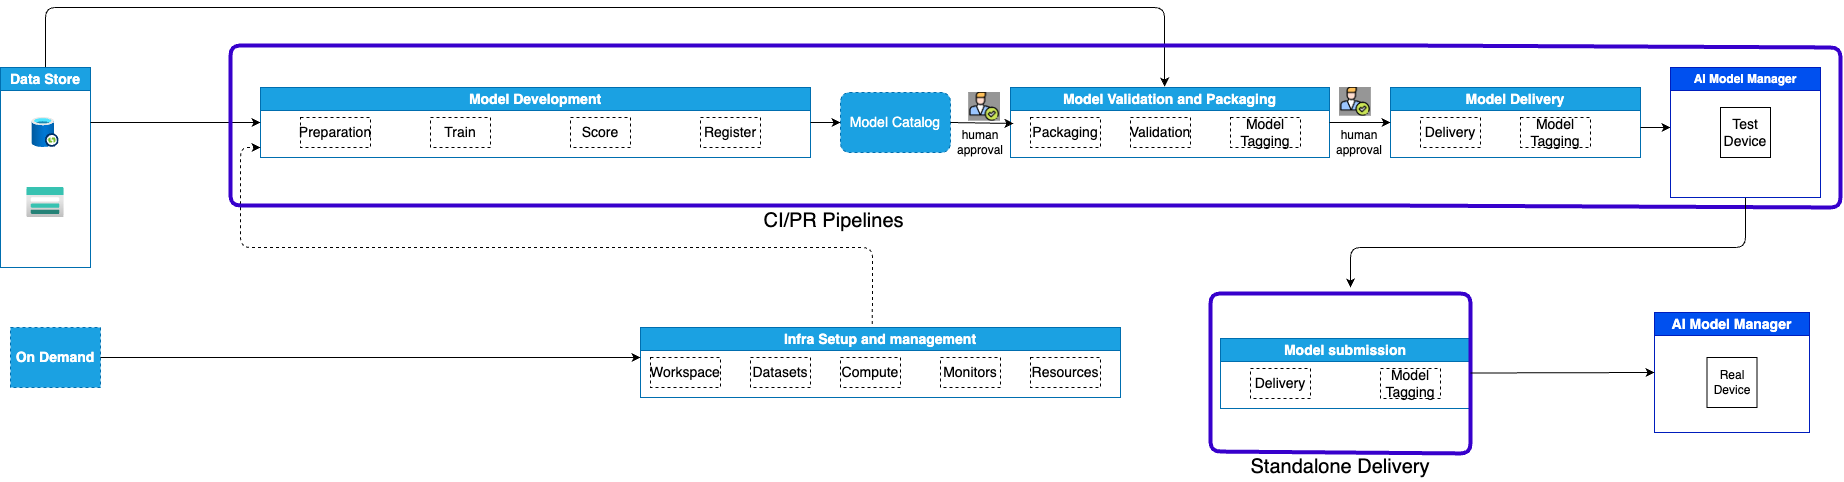 Data Store
Model Development
Preparation
Train
Score
Register
Model Catalog
human
approval
Model Validation and Packaging
Packaging
Validation
Model
Tagging
human
approval
Model Delivery
Delivery
Model
Tagging
AI Model Manager
Test
Device
CI/PR Pipelines
On Demand
Infra Setup and management
Workspace
Datasets
Compute
Monitors
Resources
Model submission
Delivery
Model
Tagging
Standalone Delivery
AI Model Manager
Real
Device